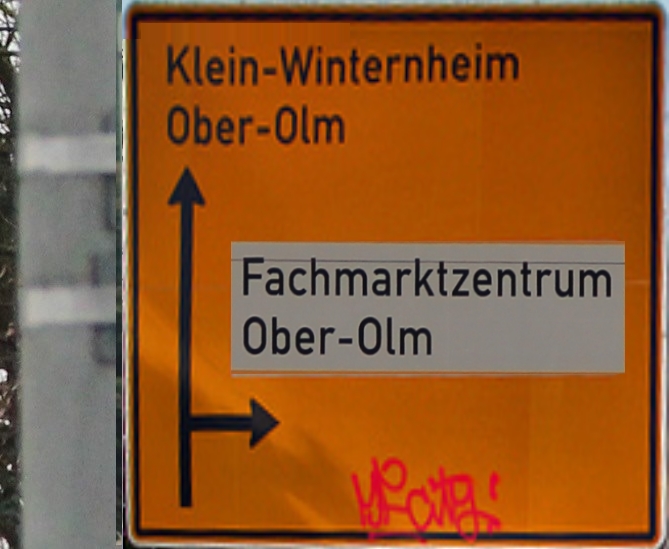 Klein-Winternheim
Ober-Olm
Fachmarktzentrum
Ober-Olm